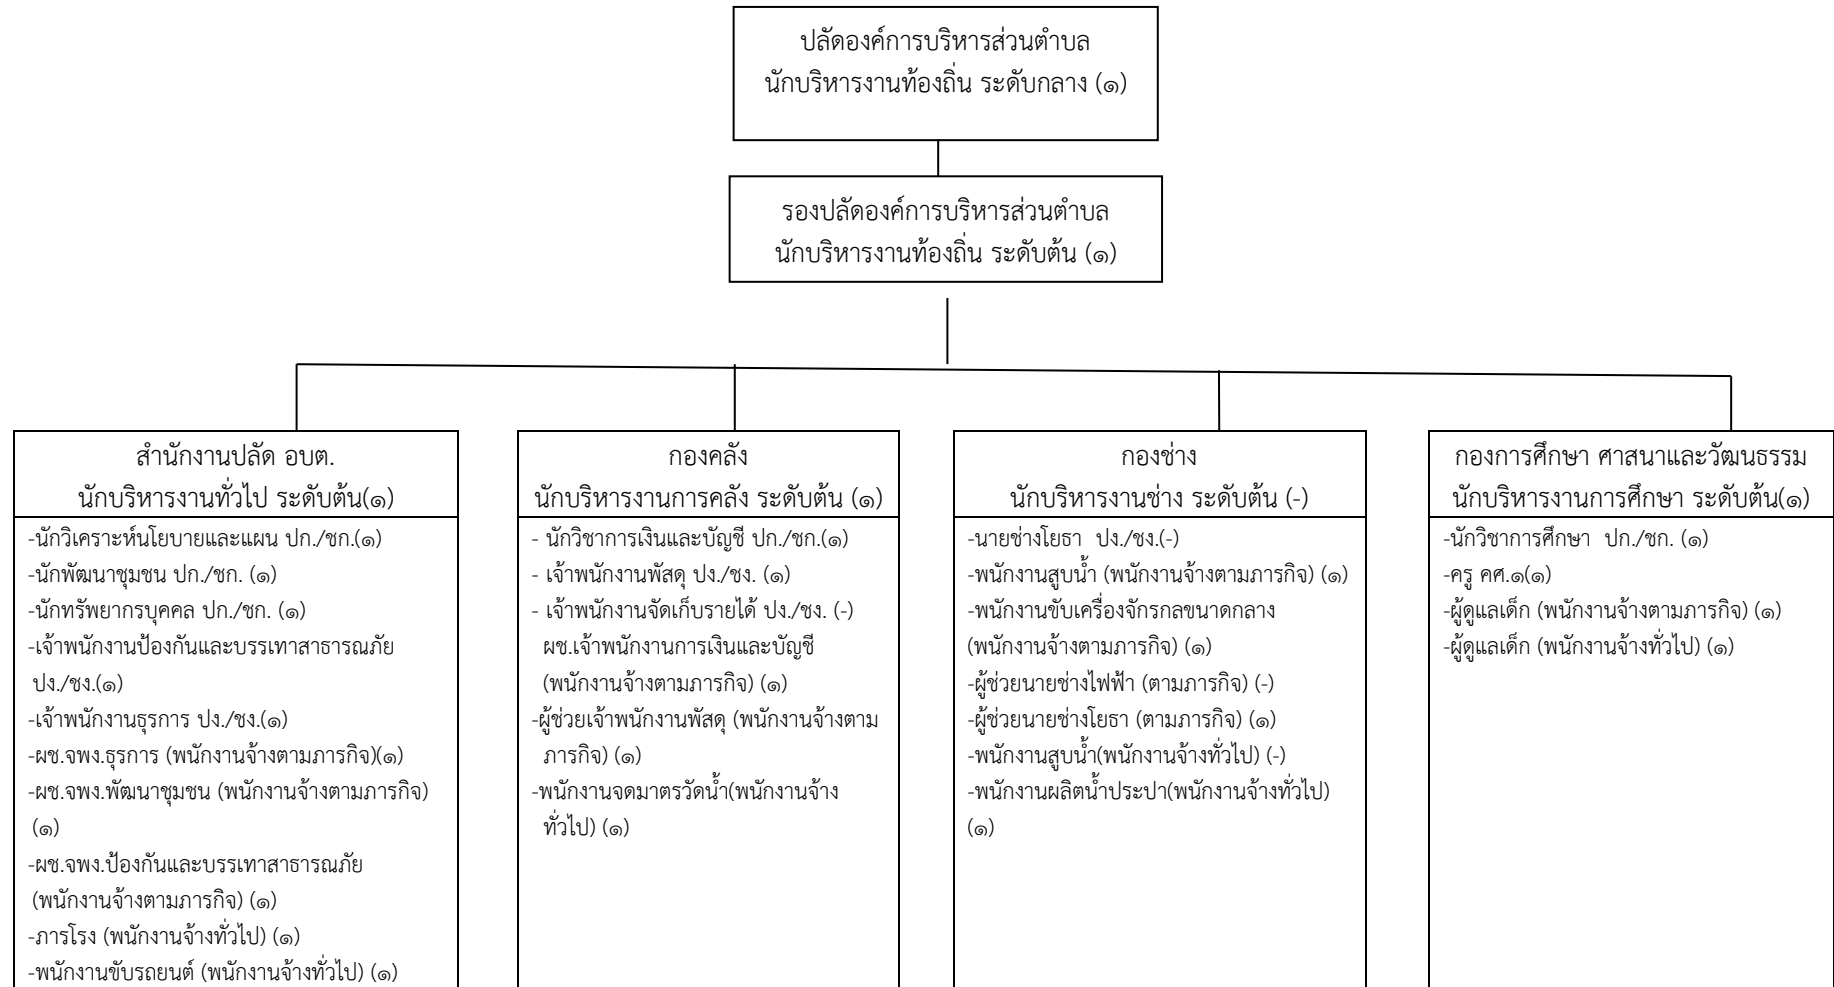 ปลัดองค์การบริหารส่วนตำบล
นักบริหารงานท้องถิ่น ระดับกลาง (๑)
รองปลัดองค์การบริหารส่วนตำบล
นักบริหารงานท้องถิ่น ระดับต้น (๑)
สำนักงานปลัด อบต.
นักบริหารงานทั่วไป ระดับต้น(๑)
-นักวิเคราะห์นโยบายและแผน ปก./ชก.(๑)
-นักพัฒนาชุมชน ปก./ชก. (๑)
-นักทรัพยากรบุคคล ปก./ชก. (๑)
-เจ้าพนักงานป้องกันและบรรเทาสาธารณภัย
ปง./ชง.(๑)
-เจ้าพนักงานธุรการ ปง./ชง.(๑)
-ผช.จพง.ธุรการ (พนักงานจ้างตามภารกิจ)(๑)
-ผช.จพง.พัฒนาชุมชน (พนักงานจ้างตามภารกิจ)
(๑)
-ผช.จพง.ป้องกันและบรรเทาสาธารณภัย
(พนักงานจ้างตามภารกิจ) (๑)
-ภารโรง (พนักงานจ้างทั่วไป) (๑)
-พนักงานขับรถยนต์ (พนักงานจ้างทั่วไป) (๑)
กองคลัง
นักบริหารงานการคลัง ระดับต้น (๑)
- นักวิชาการเงินและบัญชี ปก./ชก.(๑)
- เจ้าพนักงานพัสดุ ปง./ชง. (๑)
- เจ้าพนักงานจัดเก็บรายได้ ปง./ชง. (-)
ผช.เจ้าพนักงานการเงินและบัญชี
(พนักงานจ้างตามภารกิจ) (๑)
-ผู้ช่วยเจ้าพนักงานพัสดุ (พนักงานจ้างตาม
ภารกิจ) (๑)
-พนักงานจดมาตรวัดน้ำ(พนักงานจ้าง
ทั่วไป) (๑)
กองช่าง
นักบริหารงานช่าง ระดับต้น (-)
-นายช่างโยธา ปง./ชง.(-)
-พนักงานสูบน้ำ (พนักงานจ้างตามภารกิจ) (๑)
-พนักงานขับเครื่องจักรกลขนาดกลาง
(พนักงานจ้างตามภารกิจ) (๑)
-ผู้ช่วยนายช่างไฟฟ้า (ตามภารกิจ) (-)
-ผู้ช่วยนายช่างโยธา (ตามภารกิจ) (๑)
-พนักงานสูบน้ำ(พนักงานจ้างทั่วไป) (-)
-พนักงานผลิตน้ำประปา(พนักงานจ้างทั่วไป)
(๑)
กองการศึกษา ศาสนาและวัฒนธรรม
นักบริหารงานการศึกษา ระดับต้น(๑)
-นักวิชาการศึกษา ปก./ชก. (๑)
-ครู คศ.๑(๑)
-ผู้ดูแลเด็ก (พนักงานจ้างตามภารกิจ) (๑)
-ผู้ดูแลเด็ก (พนักงานจ้างทั่วไป) (๑)